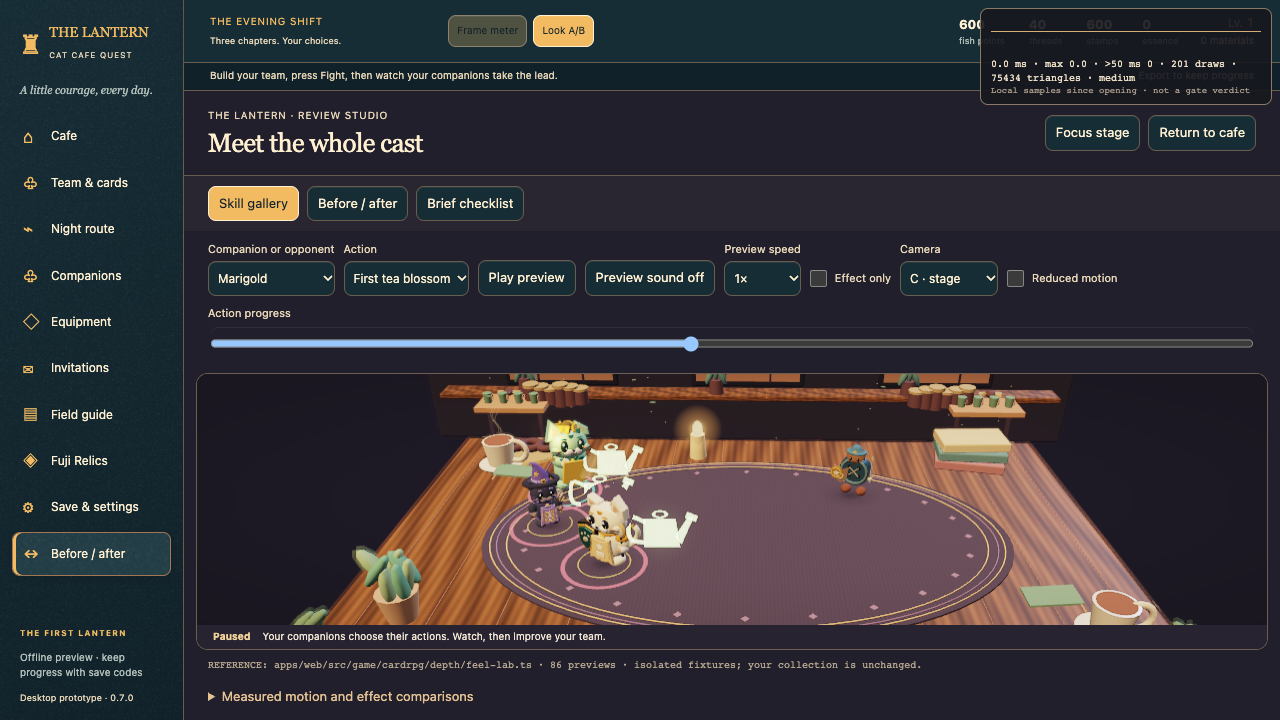 THE LANTERN
CAT CAFE QUEST
A little courage, every day.
Cafe
Team & cards
Night route
Companions
Equipment
Invitations
Field guide
Fuji Relics
Save & settings
Before / after
THE FIRST LANTERN
Offline preview · keep
progress with save codes
Desktop prototype · 0.7.0
THE EVENING SHIFT
Three chapters. Your choices.
Frame meter
Look A/B
600
fish points
40
threads
600
stamps
0
essence
Lv. 1
0 materials
0.0 ms · max 0.0 · >50 ms 0 · 201 draws ·
75434 triangles · medium
Export to keep progress
Local samples since opening · not a gate verdict
Build your team, press Fight, then watch your companions take the lead.
THE LANTERN · REVIEW STUDIO
Meet the whole cast
Focus stage
Return to cafe
Skill gallery
Before / after
Brief checklist
Companion or opponent
Action
Preview speed
Camera
Marigold
First tea blossom
Play preview
Preview sound off
1x
Effect only
C · stage
Reduced motion
Action progress
Paused
Your companions choose their actions. Watch, then improve your team.
REFERENCE: apps/web/src/game/cardrpg/depth/feel-lab.ts · 86 previews · isolated fixtures; your collection is unchanged.
Measured motion and effect comparisons